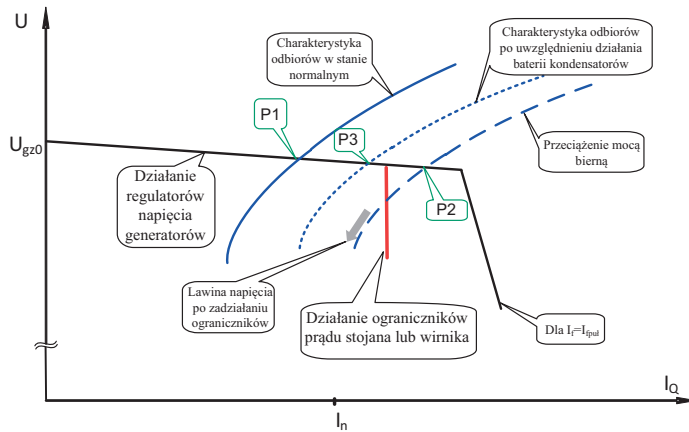 U
Charakterystyka
odbiorów w stanie
normalnym
Charakterystyka odbiorów
po uwzględnieniu działania
baterii kondensatorów
P1
P3
Przeciążenie mocą
bierną
Ugz0
Działanie
regulatorów
napięcia
generatorów
P2
Lawina napięcia
po zadziałaniu
ograniczników
Działanie ograniczników
prądu stojana lub wirnika
Dla If=Ifpuł
IQ
In